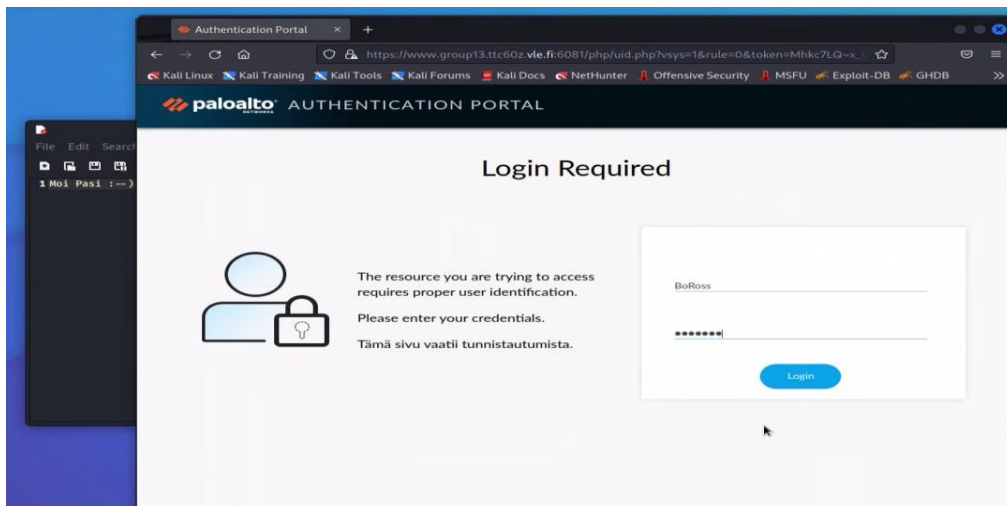 Authentication Portal
https://www.group13.ttc60z.vle.fi:6081/php/uid.php?vsys=1&rule=0&token=Mhkc7LQ~x_
Kali Linux Kali Training Kali Tools Kali Forums Kali Docs NetHunter Offensive Security MSFU Exploit-DB GHDB
paloalto NETWORKS AUTHENTICATION PORTAL
File Edit Search
1 Moi Pasi :--)
Login Required
The resource you are trying to access
requires proper user identification.
Please enter your credentials.
Tämä sivu vaatii tunnistautumista.
BoRoss
Login